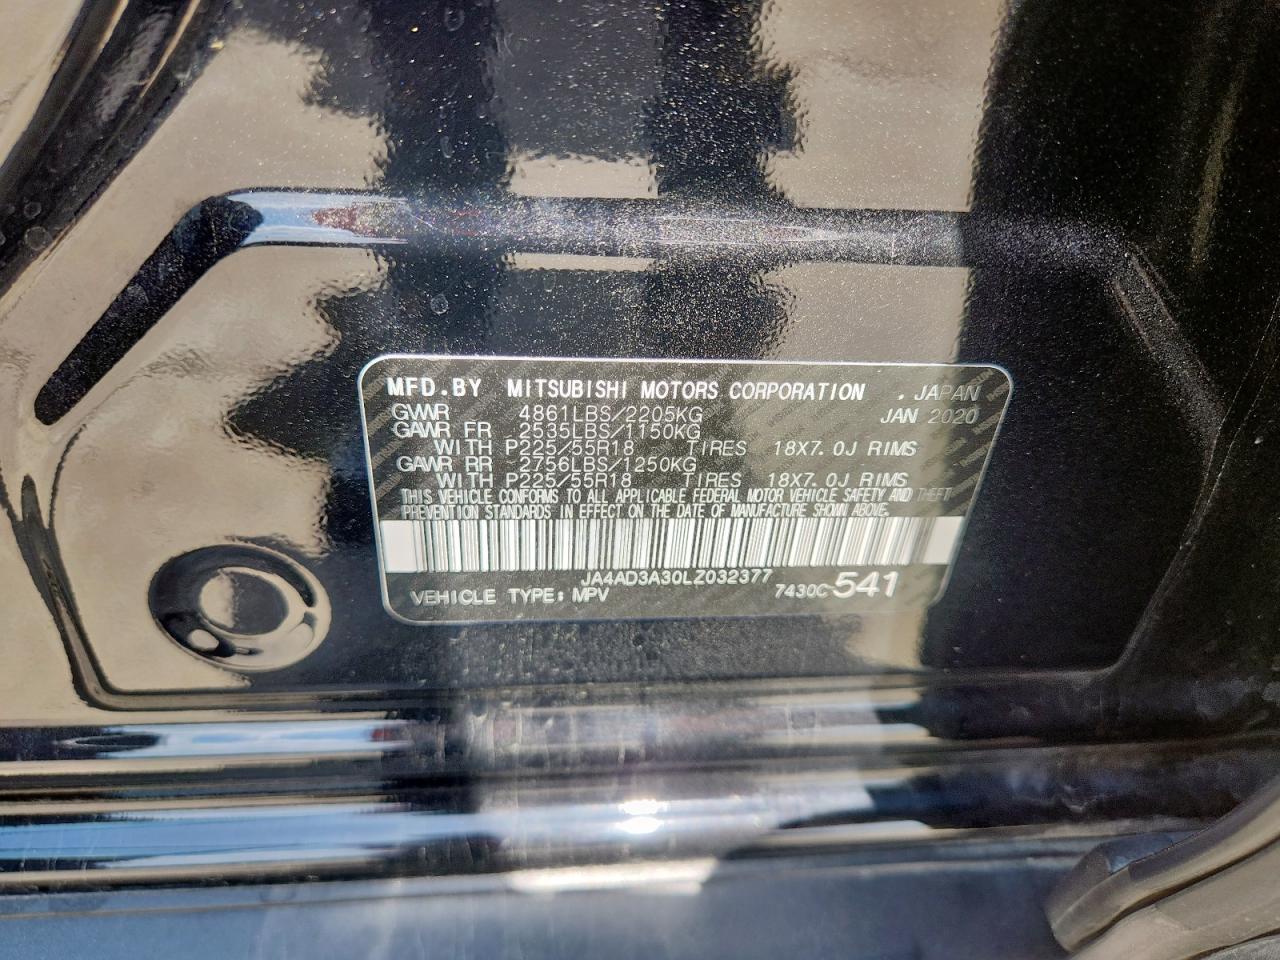 MFD.BY MITSUBISHI MOTORS CORPORATION , JAPAN
GVWR 4861LBS/2205KG JAN 2020
GAWR FR 2535LBS/1150KG
WITH P225/55R18 TIRES 18X7.0J RIMS
GAWR RR 2756LBS/1250KG
WITH P225/55R18 TIRES 18X7.0J RIMS
THIS VEHICLE CONFORMS TO ALL APPLICABLE FEDERAL MOTOR VEHICLE SAFETY AND THEFT
PREVENTION STANDARDS IN EFFECT ON THE DATE OF MANUFACTURE SHOWN ABOVE.
JA4AD3A30LZ032377
VEHICLE TYPE: MPV 7430C541